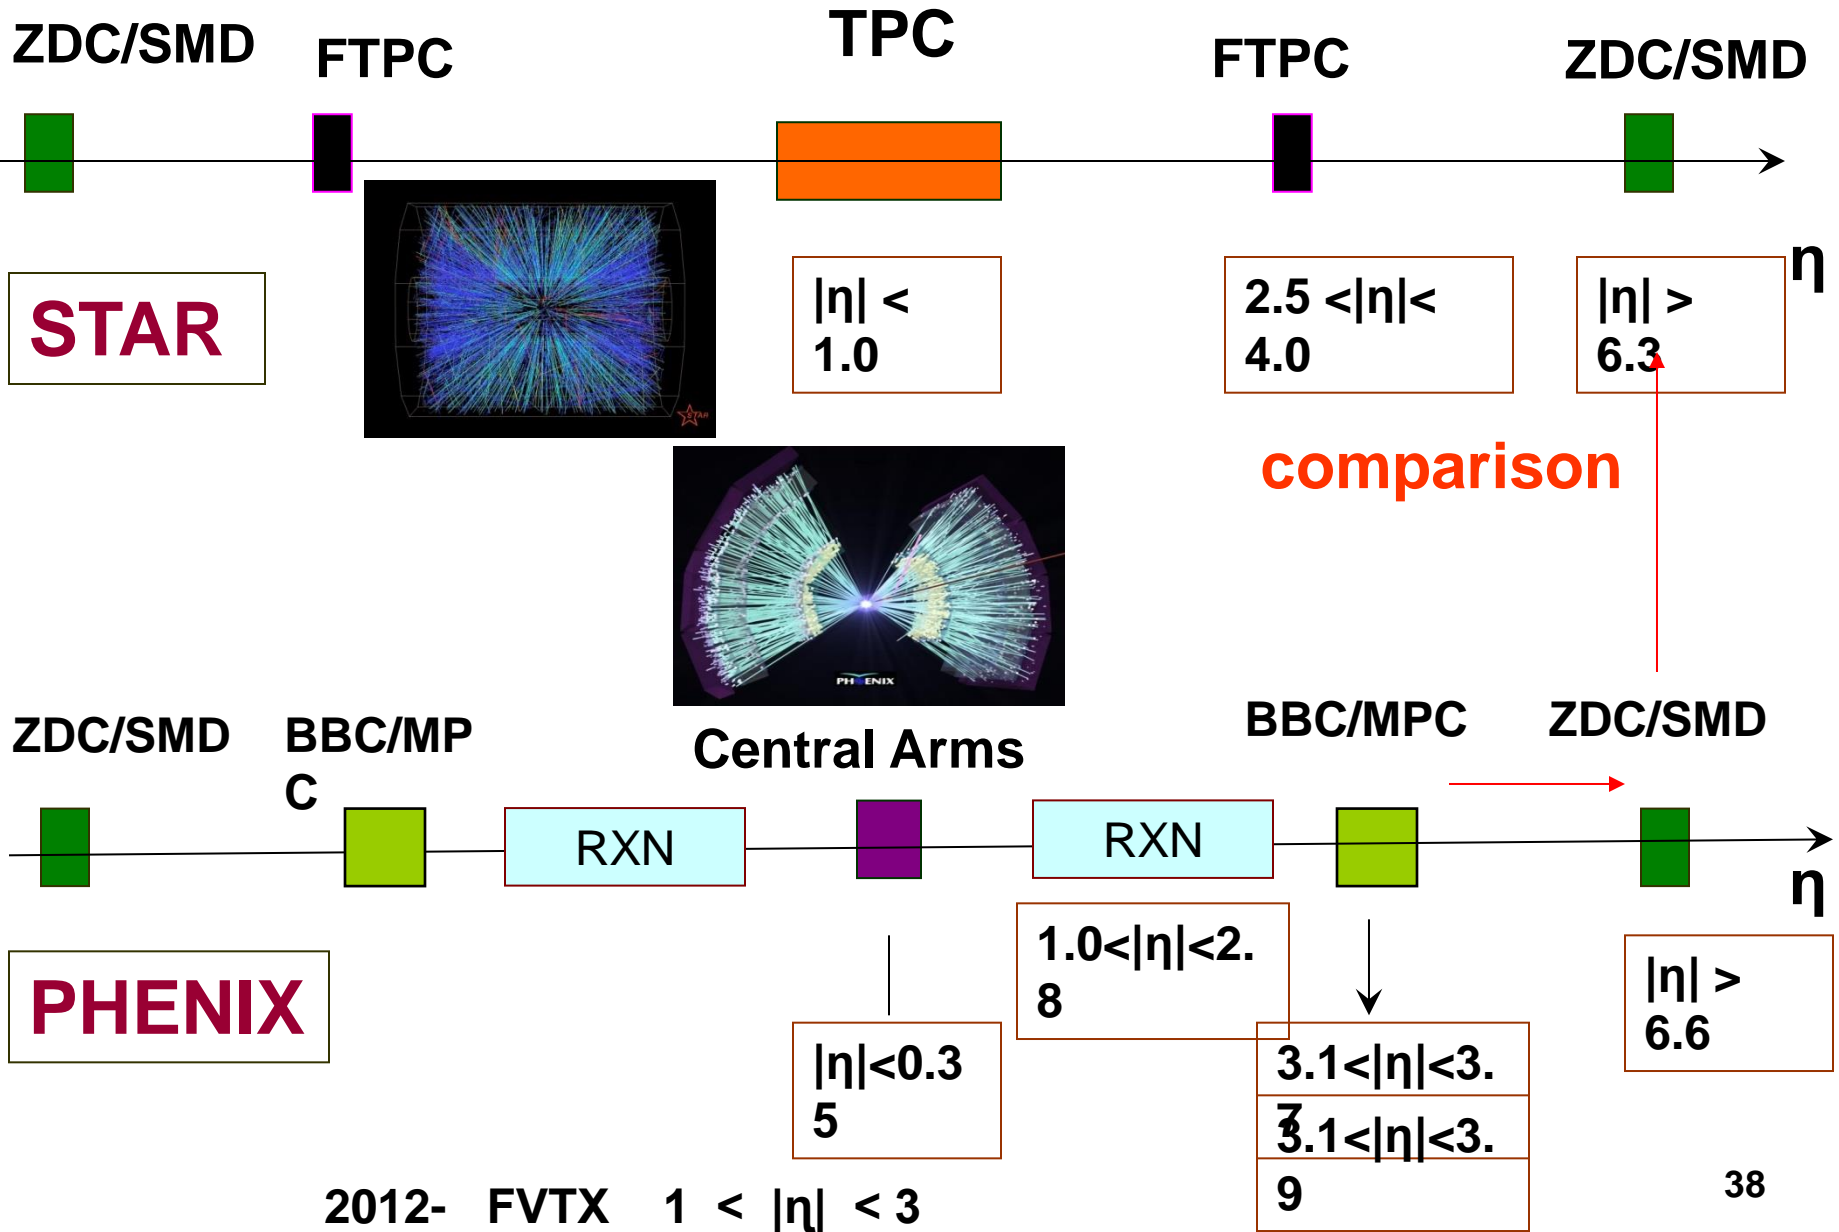 ZDC/SMD
FTPC
TPC
FTPC
ZDC/SMD
η
STAR
STAR
|η| <
1.0
2.5 <|η|<
4.0
|η| >
6.3
comparison
PHENIX
ZDC/SMD
BBC/MP
C
Central Arms
BBC/MPC
ZDC/SMD
RXN
RXN
η
PHENIX
|η|<0.3
5
1.0<|η|<2.
8
3.1<|η|<3.
7
3.1<|η|<3.
9
|η| >
6.6
2012- FVTX 1 < |η| < 3
38